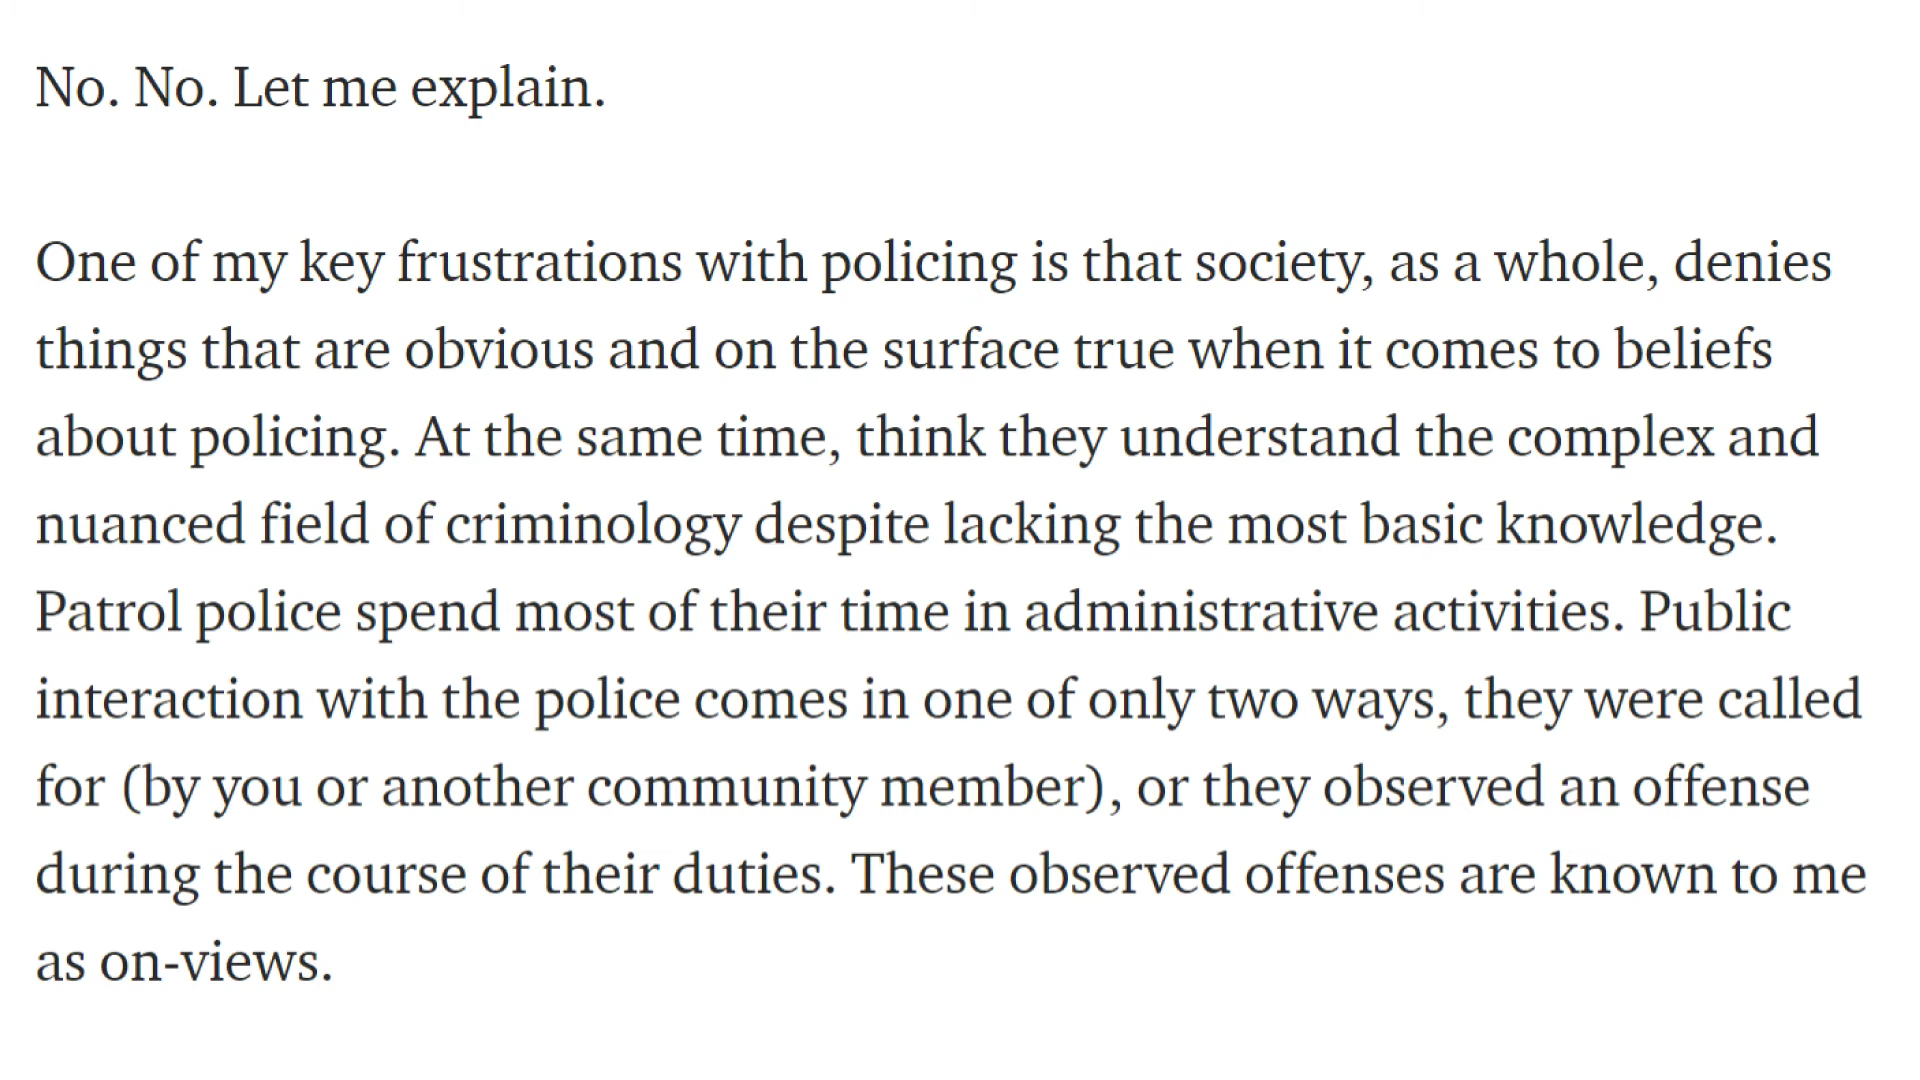 No. No. Let me explain.
One of my key frustrations with policing is that society, as a whole, denies
things that are obvious and on the surface true when it comes to beliefs
about policing. At the same time, think they understand the complex and
nuanced field of criminology despite lacking the most basic knowledge.
Patrol police spend most of their time in administrative activities. Public
interaction with the police comes in one of only two ways, they were called
for (by you or another community member), or they observed an offense
during the course of their duties. These observed offenses are known to me
as on-views.